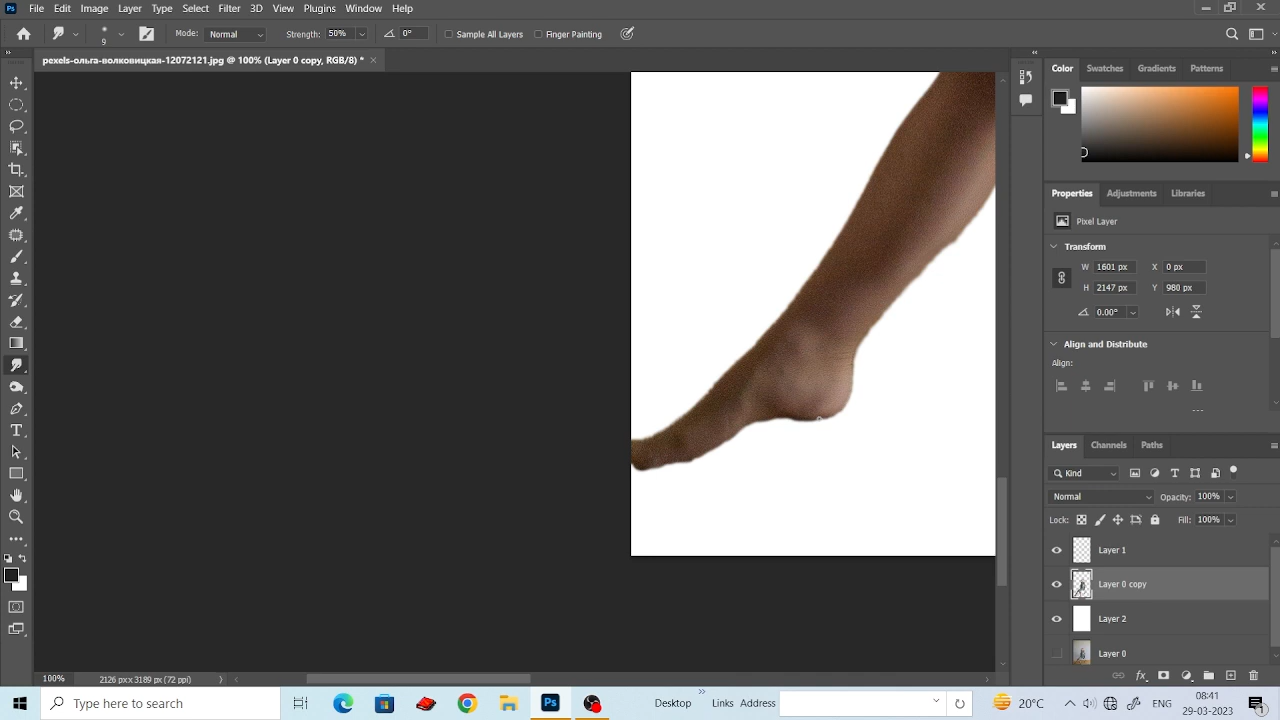 Ps File Edit Image Layer Type Select Filter 3D View Plugins Window Help
9 Mode: Normal Strength: 50% 0° Sample All Layers Finger Painting
pexels-ольга-волковицкая-12072121.jpg @ 100% (Layer 0 copy, RGB/8) *
Color Swatches Gradients Patterns
Properties Adjustments Libraries
Pixel Layer
Transform
W 1601 px X 0 px
H 2147 px Y 980 px
0.00°
Align and Distribute
Align:
Layers Channels Paths
Kind
Normal Opacity: 100%
Lock: Fill: 100%
Layer 1
Layer 0 copy
Layer 2
Layer 0
100% 2126 px x 3189 px (72 ppi)
Type here to search Ps Desktop Links Address 20°C ENG 08:41
29-03-2023